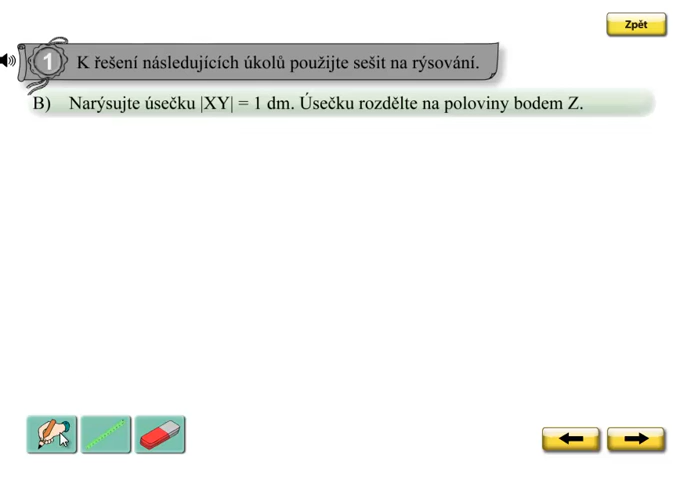 Zpět
1 K řešení následujících úkolů použijte sešit na rýsování.
B) Narýsujte úsečku |XY| = 1 dm. Úsečku rozdělte na poloviny bodem Z.